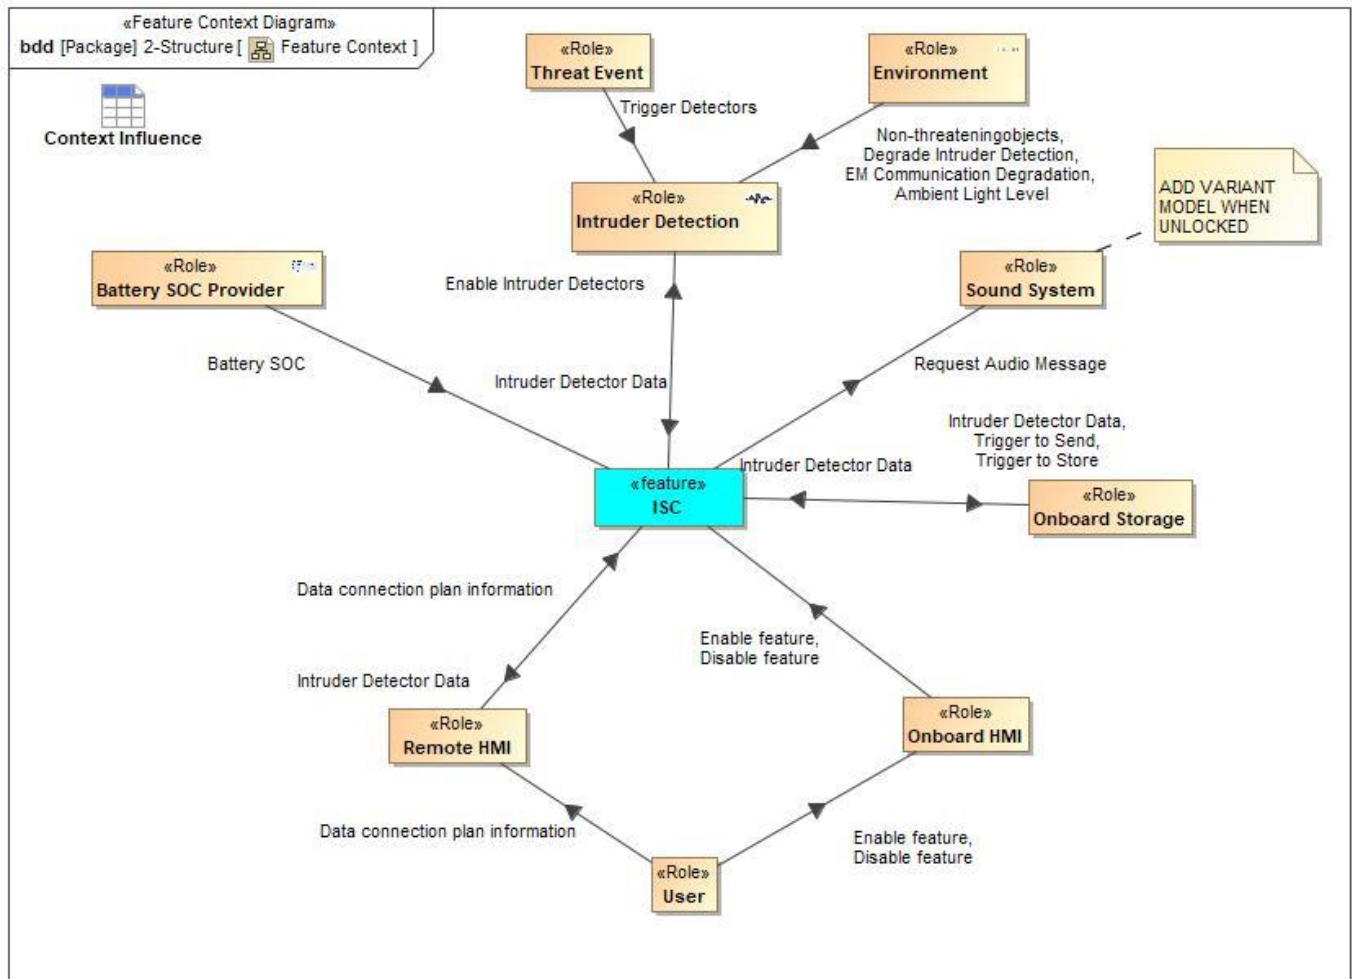 «Feature Context Diagram»
bdd [Package] 2-Structure [ Feature Context ]
Context Influence
«Role»
Threat Event
«Role»
Environment
Trigger Detectors
Non-threateningobjects,
Degrade Intruder Detection,
EM Communication Degradation,
Ambient Light Level
ADD VARIANT
MODEL WHEN
UNLOCKED
«Role»
Intruder Detection
«Role»
Battery SOC Provider
Enable Intruder Detectors
«Role»
Sound System
Battery SOC
Intruder Detector Data
Request Audio Message
Intruder Detector Data,
Trigger to Send,
Trigger to Store
Intruder Detector Data
«feature»
ISC
«Role»
Onboard Storage
Data connection plan information
Enable feature,
Disable feature
Intruder Detector Data
«Role»
Remote HMI
«Role»
Onboard HMI
Data connection plan information
Enable feature,
Disable feature
«Role»
User